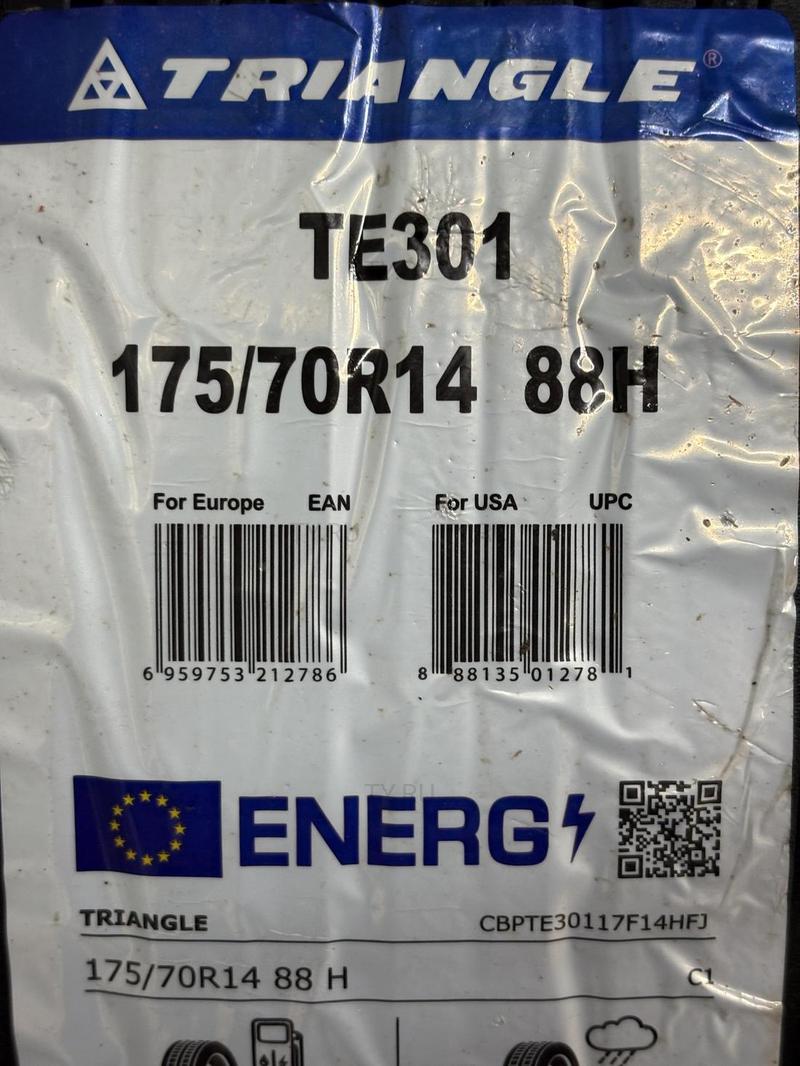 TRIANGLE®
TE301
175/70R14 88H
For Europe EAN
For USA UPC
6 959753 212786
8 88135 01278 1
ENERG
TRIANGLE CBPTE30117F14HFJ
175/70R14 88 H C1